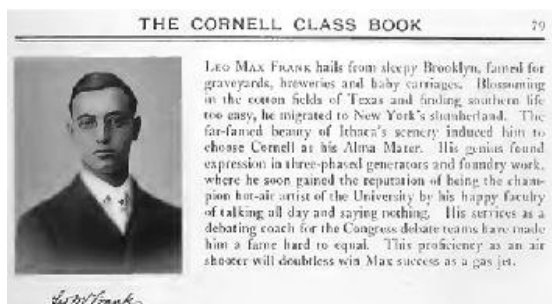 THE CORNELL CLASS BOOK 79
LEO MAX FRANK hails from sleepy Brooklyn, famed for
graveyards, breweries and baby carriages. Blossoming
in the cotton fields of Texas and finding southern life
too easy, he migrated to New York's slumberland. The
far-famed beauty of Ithaca's scenery induced him to
choose Cornell as his Alma Mater. His genius found
expression in three-phased generators and foundry work,
where he soon gained the reputation of being the cham-
pion hot-air artist of the University by his happy faculty
of talking all day and saying nothing. His services as a
debating coach for the Congress debate teams have made
him a fame hard to equal. This proficiency as an air
shooter will doubtless win Max success as a gas jet.
Leo M Frank